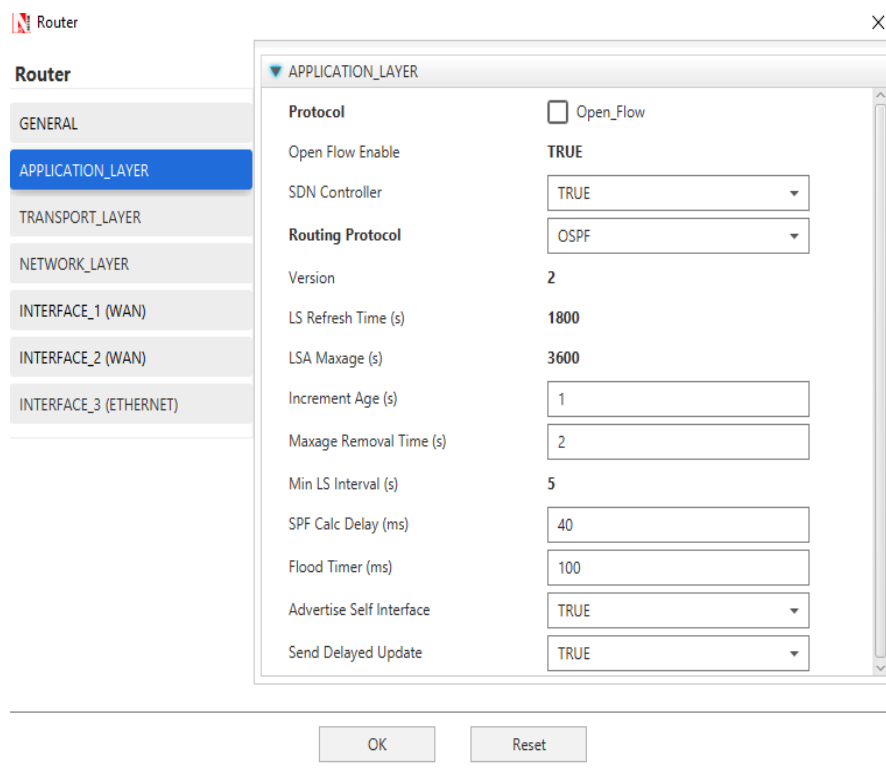 Router
Router
GENERAL
APPLICATION_LAYER
TRANSPORT_LAYER
NETWORK_LAYER
INTERFACE_1 (WAN)
INTERFACE_2 (WAN)
INTERFACE_3 (ETHERNET)
APPLICATION_LAYER
Protocol Open_Flow
Open Flow Enable TRUE
SDN Controller TRUE
Routing Protocol OSPF
Version 2
LS Refresh Time (s) 1800
LSA Maxage (s) 3600
Increment Age (s) 1
Maxage Removal Time (s) 2
Min LS Interval (s) 5
SPF Calc Delay (ms) 40
Flood Timer (ms) 100
Advertise Self Interface TRUE
Send Delayed Update TRUE
OK Reset